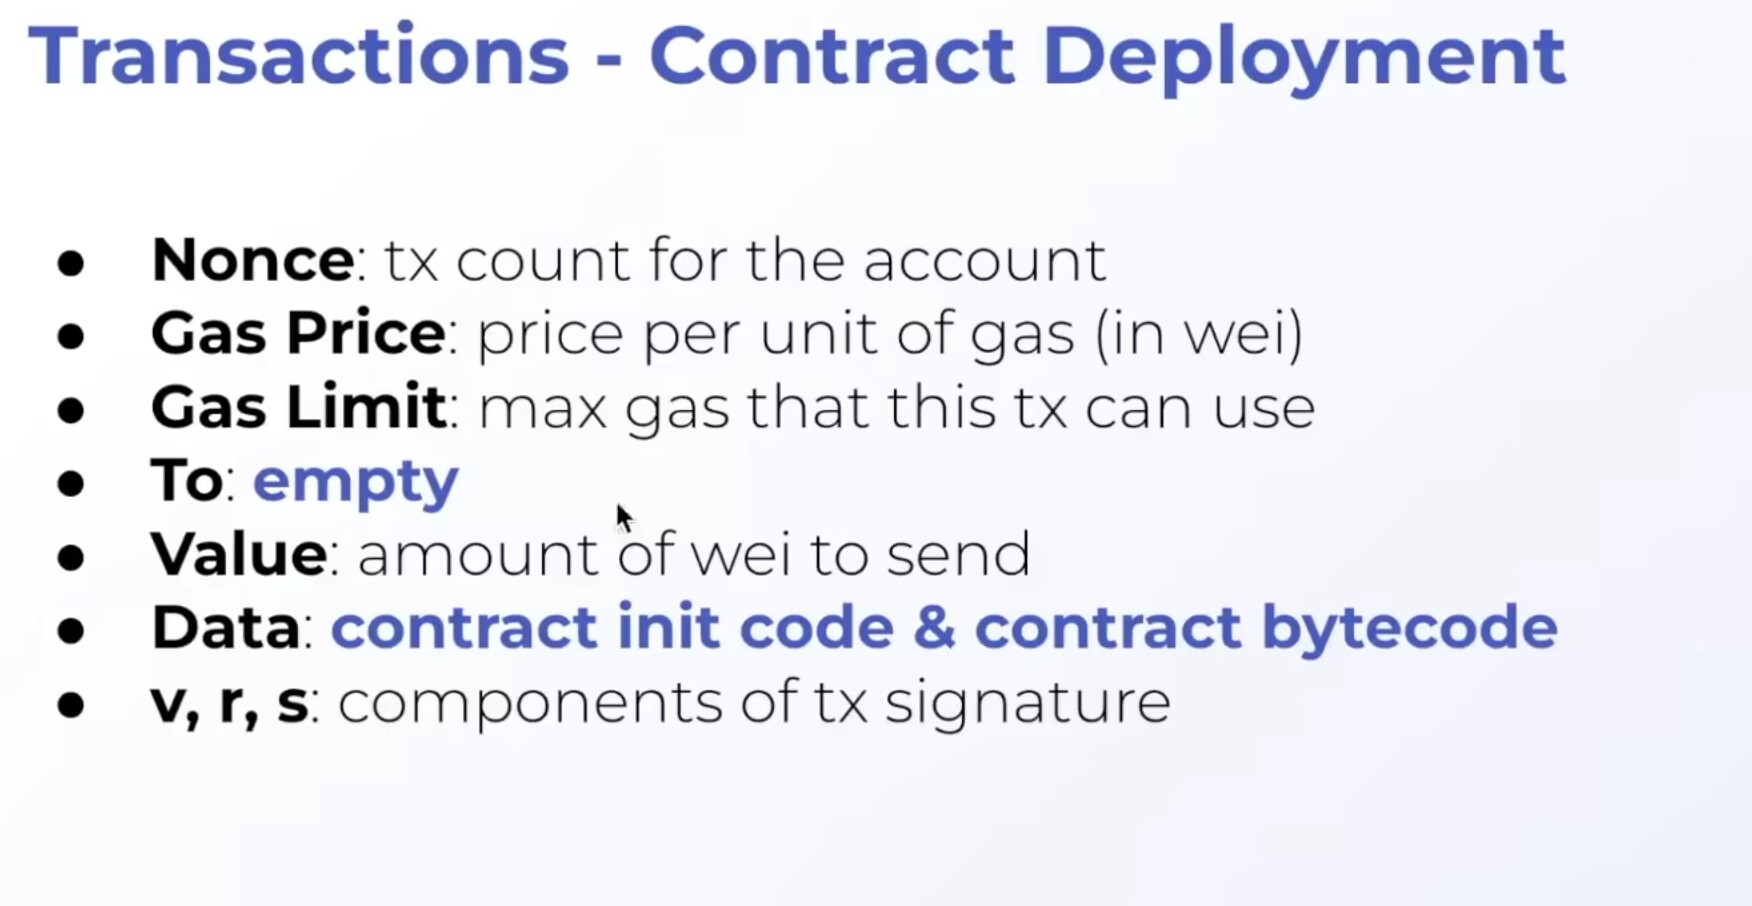 Transactions - Contract Deployment
● Nonce: tx count for the account
● Gas Price: price per unit of gas (in wei)
● Gas Limit: max gas that this tx can use
● To: empty
● Value: amount of wei to send
● Data: contract init code & contract bytecode
● v, r, s: components of tx signature